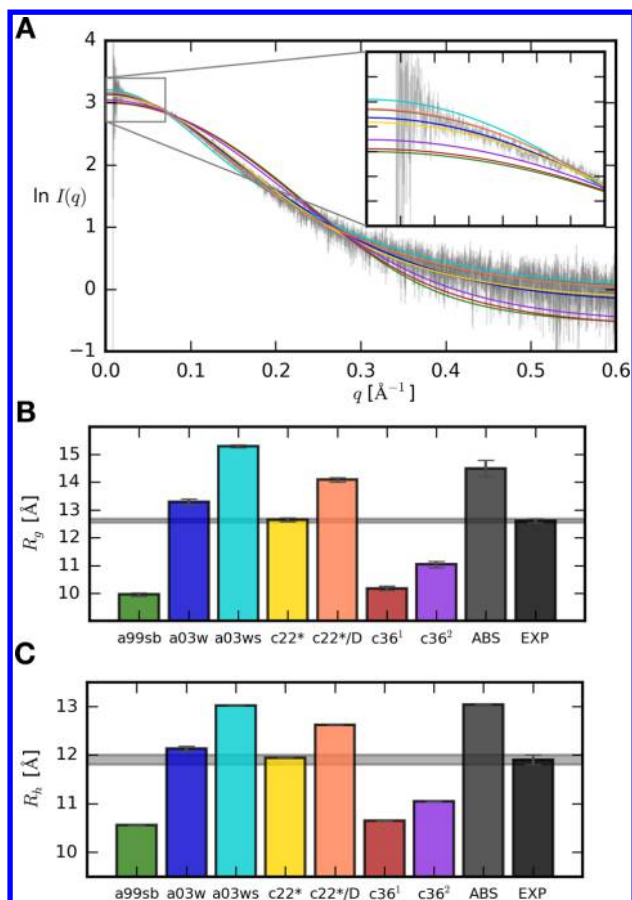 A
4
3
2
ln I(q)
1
0
−1
0.0 0.1 0.2 0.3 0.4 0.5 0.6
q [Å⁻¹]
B
15
14
13
12
11
10
R_g [Å]
a99sb a03w a03ws c22* c22*/D c36¹ c36² ABS EXP
C
13
12
11
10
R_h [Å]
a99sb a03w a03ws c22* c22*/D c36¹ c36² ABS EXP